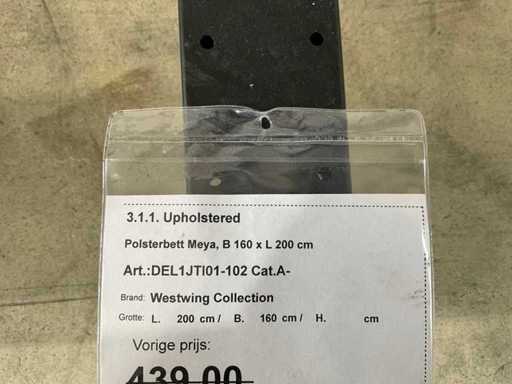 3.1.1. Upholstered
Polsterbett Meya, B 160 x L 200 cm
Art.:DEL1JTI01-102 Cat.A-
Brand: Westwing Collection
Grotte: L. 200 cm / B. 160 cm / H. cm
Vorige prijs:
439,00